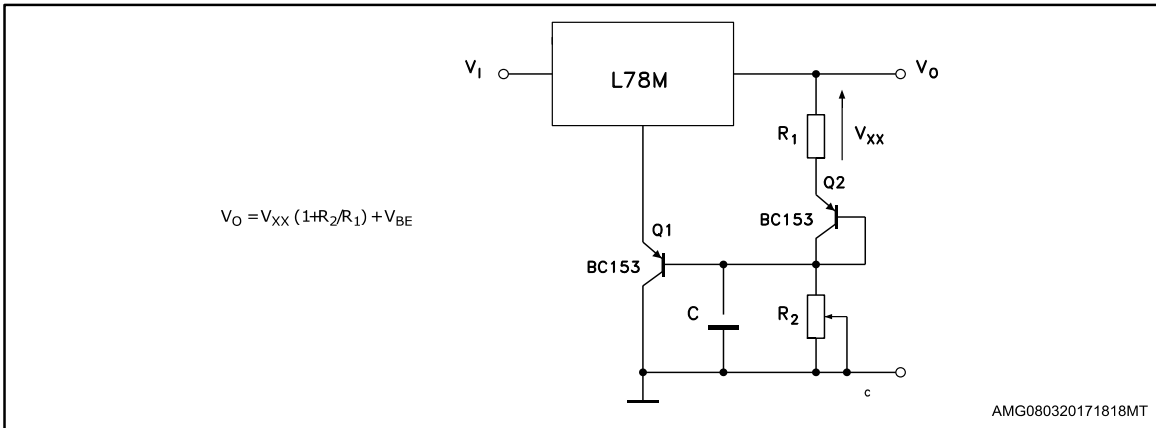 V_I
L78M
V_O
R_1
V_XX
Q2
V_O = V_XX (1+R_2/R_1) + V_BE
BC153
Q1
BC153
C
R_2
c
AMG080320171818MT